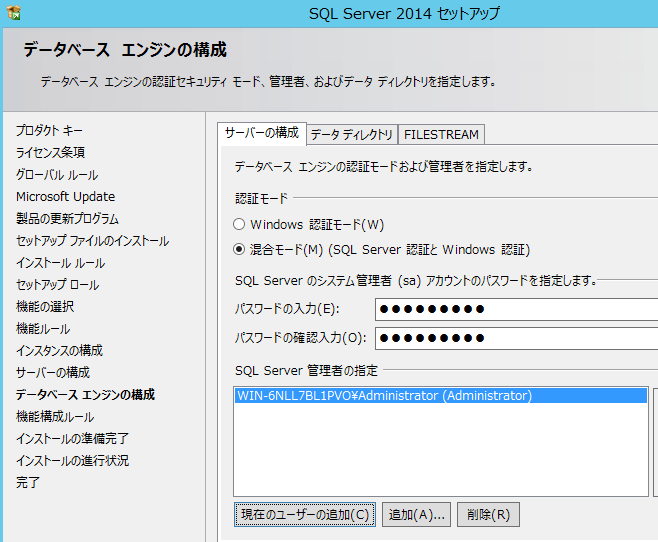 SQL Server 2014 セットアップ
データベース エンジンの構成
データベース エンジンの認証セキュリティ モード、管理者、およびデータ ディレクトリを指定します。
プロダクト キー
ライセンス条項
グローバル ルール
Microsoft Update
製品の更新プログラム
セットアップ ファイルのインストール
インストール ルール
セットアップ ロール
機能の選択
機能ルール
インスタンスの構成
サーバーの構成
データベース エンジンの構成
機能構成ルール
インストールの準備完了
インストールの進行状況
完了
サーバーの構成 データ ディレクトリ FILESTREAM
データベース エンジンの認証モードおよび管理者を指定します。
認証モード
Windows 認証モード(W)
混合モード(M) (SQL Server 認証と Windows 認証)
SQL Server のシステム管理者 (sa) アカウントのパスワードを指定します。
パスワードの入力(E): ●●●●●●●●●
パスワードの確認入力(O): ●●●●●●●●●
SQL Server 管理者の指定
WIN-6NLL7BL1PVO¥Administrator (Administrator)
現在のユーザーの追加(C) 追加(A)... 削除(R)